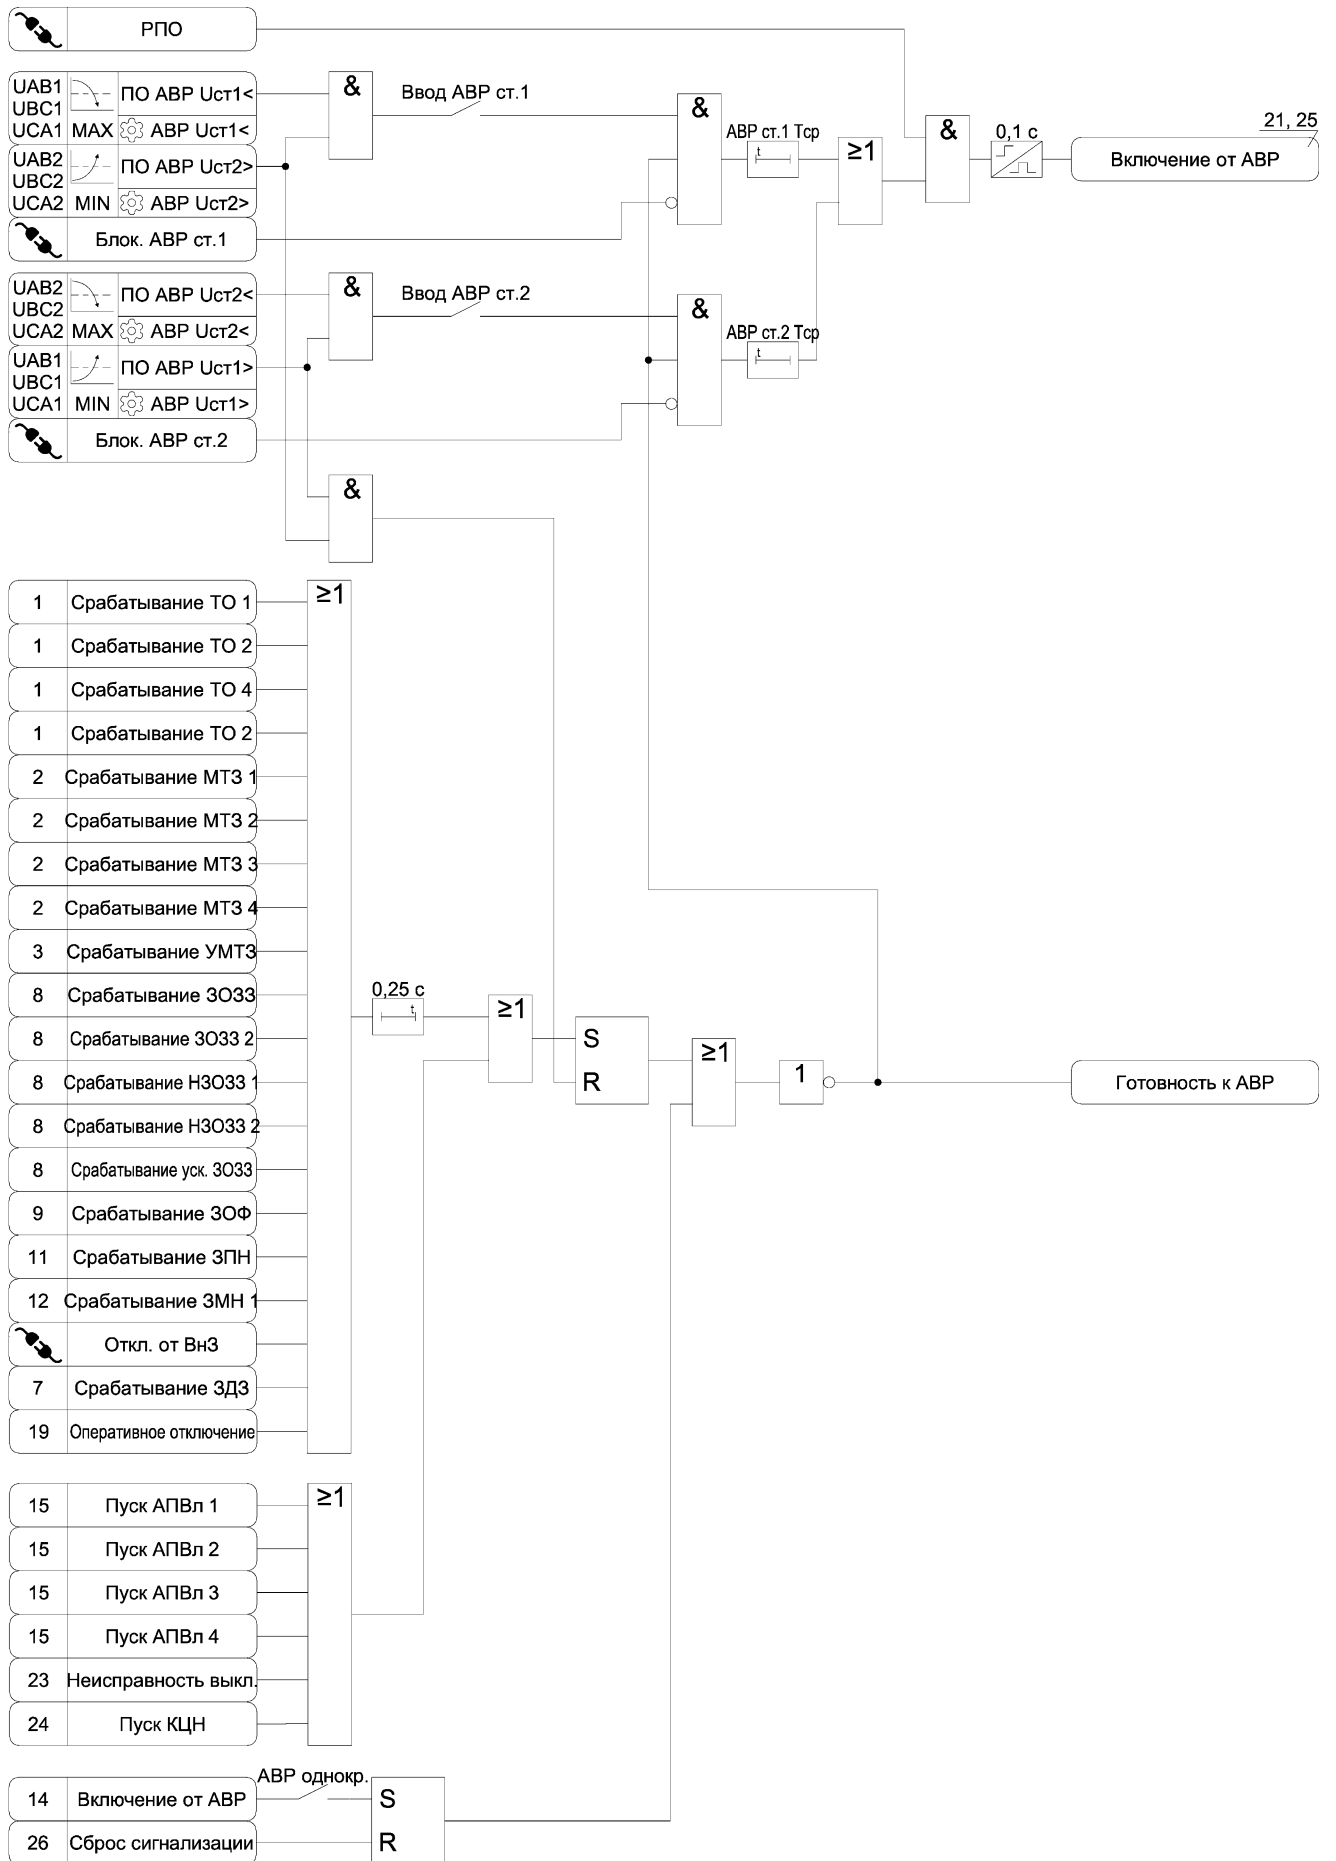 РПО
UAB1
UBC1
UCA1
MAX
ПО АВР Uст1<
АВР Uст1<
UAB2
UBC2
UCA2
MIN
ПО АВР Uст2>
АВР Uст2>
Блок. АВР ст.1
&
Ввод АВР ст.1
&
АВР ст.1 Тср
t
≥1
&
0,1 с
21, 25
Включение от АВР
UAB2
UBC2
UCA2
MAX
ПО АВР Uст2<
АВР Uст2<
UAB1
UBC1
UCA1
MIN
ПО АВР Uст1>
АВР Uст1>
Блок. АВР ст.2
&
Ввод АВР ст.2
&
АВР ст.2 Тср
t
&
≥1
1 Срабатывание ТО 1
1 Срабатывание ТО 2
1 Срабатывание ТО 4
1 Срабатывание ТО 2
2 Срабатывание МТЗ 1
2 Срабатывание МТЗ 2
2 Срабатывание МТЗ 3
2 Срабатывание МТЗ 4
3 Срабатывание УМТЗ
8 Срабатывание ЗОЗЗ
8 Срабатывание ЗОЗЗ 2
8 Срабатывание НЗОЗЗ 1
8 Срабатывание НЗОЗЗ 2
8 Срабатывание уск. ЗОЗЗ
9 Срабатывание ЗОФ
11 Срабатывание ЗПН
12 Срабатывание ЗМН 1
Откл. от ВнЗ
7 Срабатывание ЗДЗ
19 Оперативное отключение
0,25 с
t
≥1
S
R
≥1
1
Готовность к АВР
≥1
15 Пуск АПВл 1
15 Пуск АПВл 2
15 Пуск АПВл 3
15 Пуск АПВл 4
23 Неисправность выкл.
24 Пуск КЦН
АВР однокр.
14 Включение от АВР
26 Сброс сигнализации
S
R